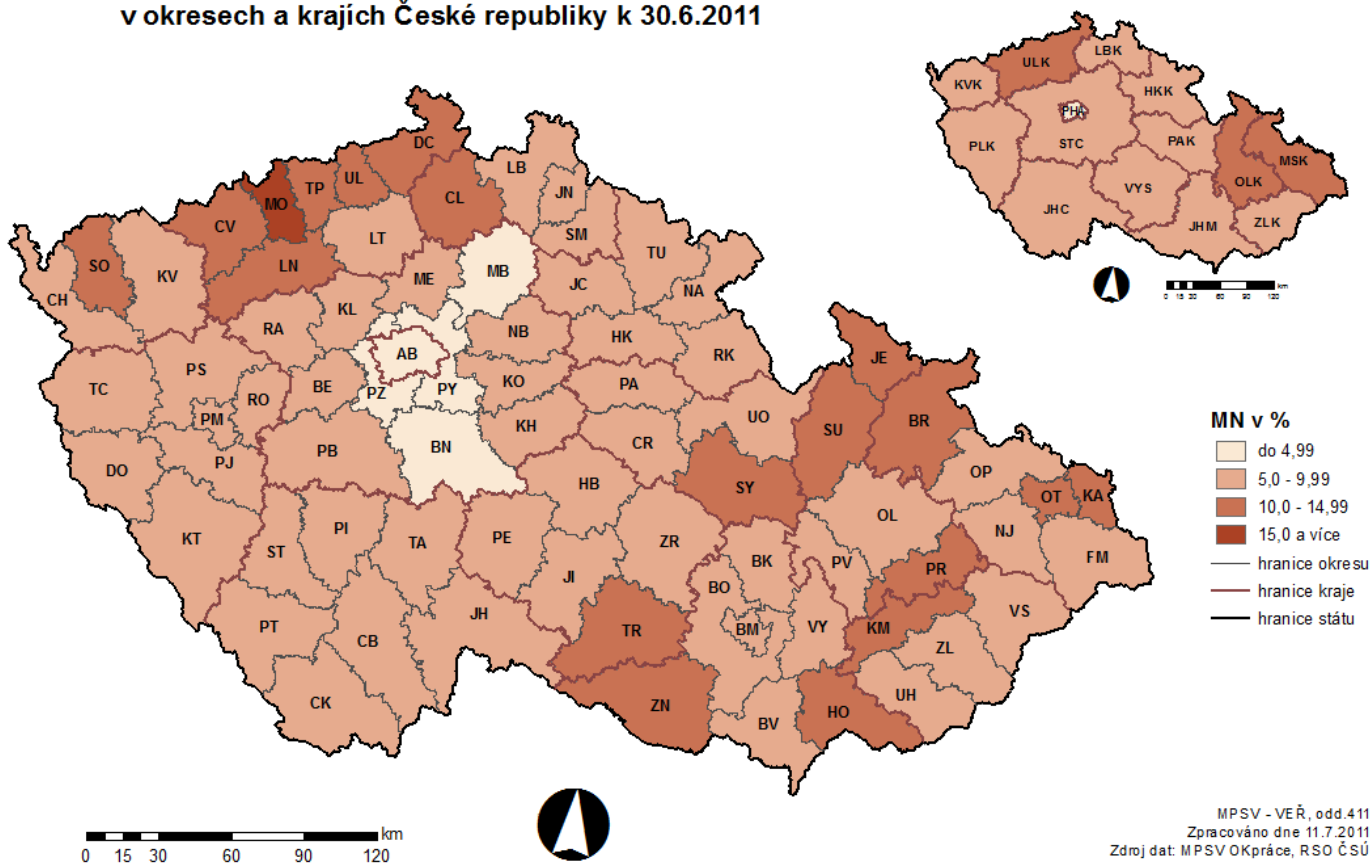 v okresech a krajích České republiky k 30.6.2011
LBK
ULK
KVK
HKK
PHA
PLK
STC
PAK
MSK
OLK
VYS
JHC
JHM
ZLK
km
0 15 30 60 90 120
DC
LB
UL
TP
JN
MO
CL
CV
LT
SM
TU
SO
KV
LN
MB
ME
JC
NA
CH
KL
RA
NB
HK
AB
RK
JE
PS
TC
BE
KO
PA
PZ
PY
RO
PM
KH
UO
SU
BR
CR
BN
PB
DO
PJ
OP
HB
SY
OT
KA
OL
KT
PI
ST
TA
PE
ZR
NJ
FM
BK
PV
PR
JI
BO
VS
JH
PT
TR
BM
VY
KM
CB
ZL
UH
CK
ZN
BV
HO
MN v %
do 4,99
5,0 - 9,99
10,0 - 14,99
15,0 a více
hranice okresu
hranice kraje
hranice státu
km
0 15 30 60 90 120
MPSV - VEŘ, odd.411
Zpracováno dne 11.7.2011
Zdroj dat: MPSV OKpráce, RSO ČSÚ